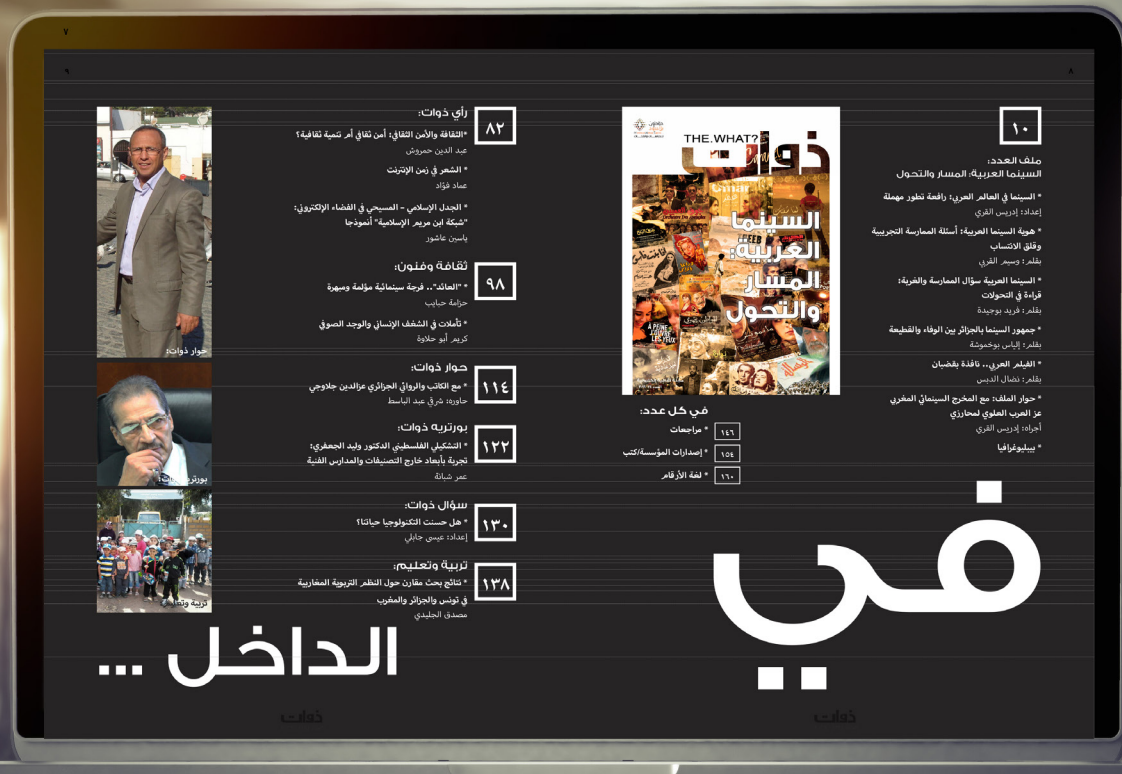 ٧
٨
١٠
ملف العدد:
السينما العربية: المسار والتحول
* السينما في العالم العربي: رافعة تطور مهملة
إعداد: إدريس القري
* هوية السينما العربية: أسئلة الممارسة التجريبية
وقلق الانتساب
بقلم: وسيم القربي
* السينما العربية سؤال الممارسة والغيرية:
قراءة في التحولات
بقلم: فريد بوجيدة
* جمهور السينما بالجزائر بين الوفاء والقطيعة
بقلم: إلياس بوخموشة
* الفيلم العربي.. نافذة بقضبان
بقلم: نضال الدبس
* حوار الملف: مع المخرج السينمائي المغربي
عز العرب العلوي لمحارزي
أجراه: إدريس القري
* بيبليوغرافيا
THE.WHAT?
ذوات
السينما
العربية:
المسار
والتحول
في كل عدد:
١٤٦ * مراجعات
١٥٤ * إصدارات المؤسسة/كتب
١٦٠ * لغة الأرقام
في
ذوات
٩
٨٢
رأي ذوات:
*الثقافة والأمن الثقافي: أمن ثقافي أم تنمية ثقافية؟
عبد الدين حمروش
* الشعر في زمن الإنترنت
عماد فؤاد
* الجدل الإسلامي – المسيحي في الفضاء الإلكتروني:
"شبكة ابن مريم الإسلامية" أنموذجا
ياسين عاشور
٩٨
ثقافة وفنون:
* "العائد".. فرجة سينمائية مؤلمة ومبهرة
حزامة حبايب
* تأملات في الشغف الإنساني والوجد الصوفي
كريم أبو حلاوة
١١٤
حوار ذوات:
* مع الكاتب والروائي الجزائري عزالدين جلاوجي
حاوره: شرقي عبد الباسط
١٢٢
بورتريه ذوات:
* التشكيلي الفلسطيني الدكتور وليد الجعفري:
تجربة بأبعاد خارج التصنيفات والمدارس الفنية
عمر شبانة
١٣٠
سؤال ذوات:
* هل حسنت التكنولوجيا حياتنا؟
إعداد: عيسى جابلي
١٣٨
تربية وتعليم:
* نتائج بحث مقارن حول النظم التربوية المغاربية
في تونس والجزائر والمغرب
مصدق الجليدي
حوار ذوات:
تربية وتعليم
الداخل ...
ذوات